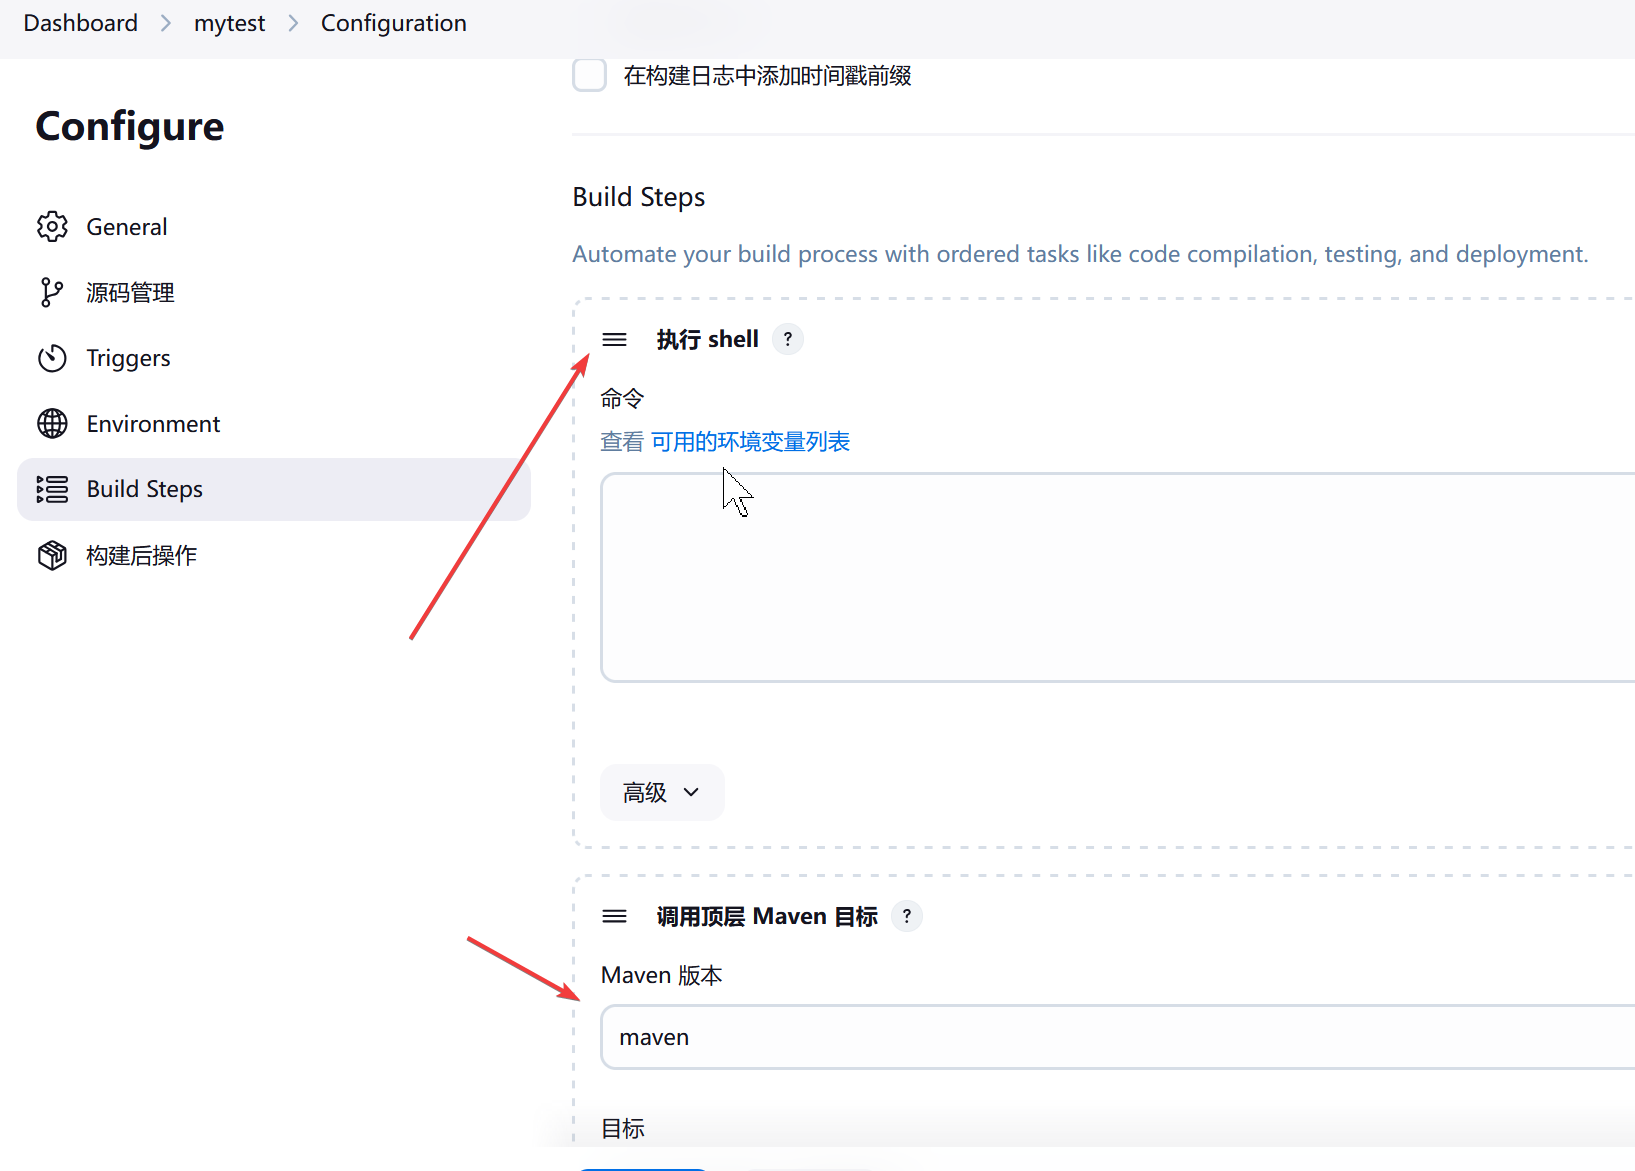 Dashboard > mytest > Configuration
Configure
General
源码管理
Triggers
Environment
Build Steps
构建后操作
在构建日志中添加时间戳前缀
Build Steps
Automate your build process with ordered tasks like code compilation, testing, and deployment.
执行 shell ?
命令
查看 可用的环境变量列表
高级
调用顶层 Maven 目标 ?
Maven 版本
maven
目标